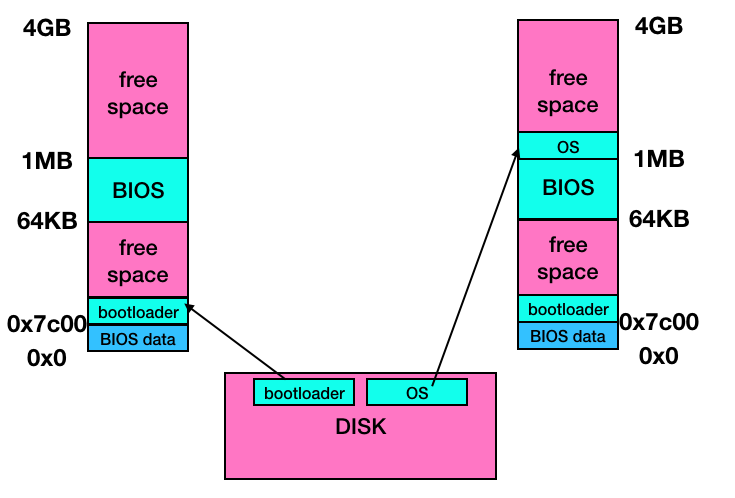 4GB
free
space
1MB
BIOS
64KB
free
space
bootloader
0x7c00
BIOS data
0x0
4GB
free
space
OS
1MB
BIOS
64KB
free
space
bootloader
0x7c00
BIOS data
0x0
bootloader
OS
DISK